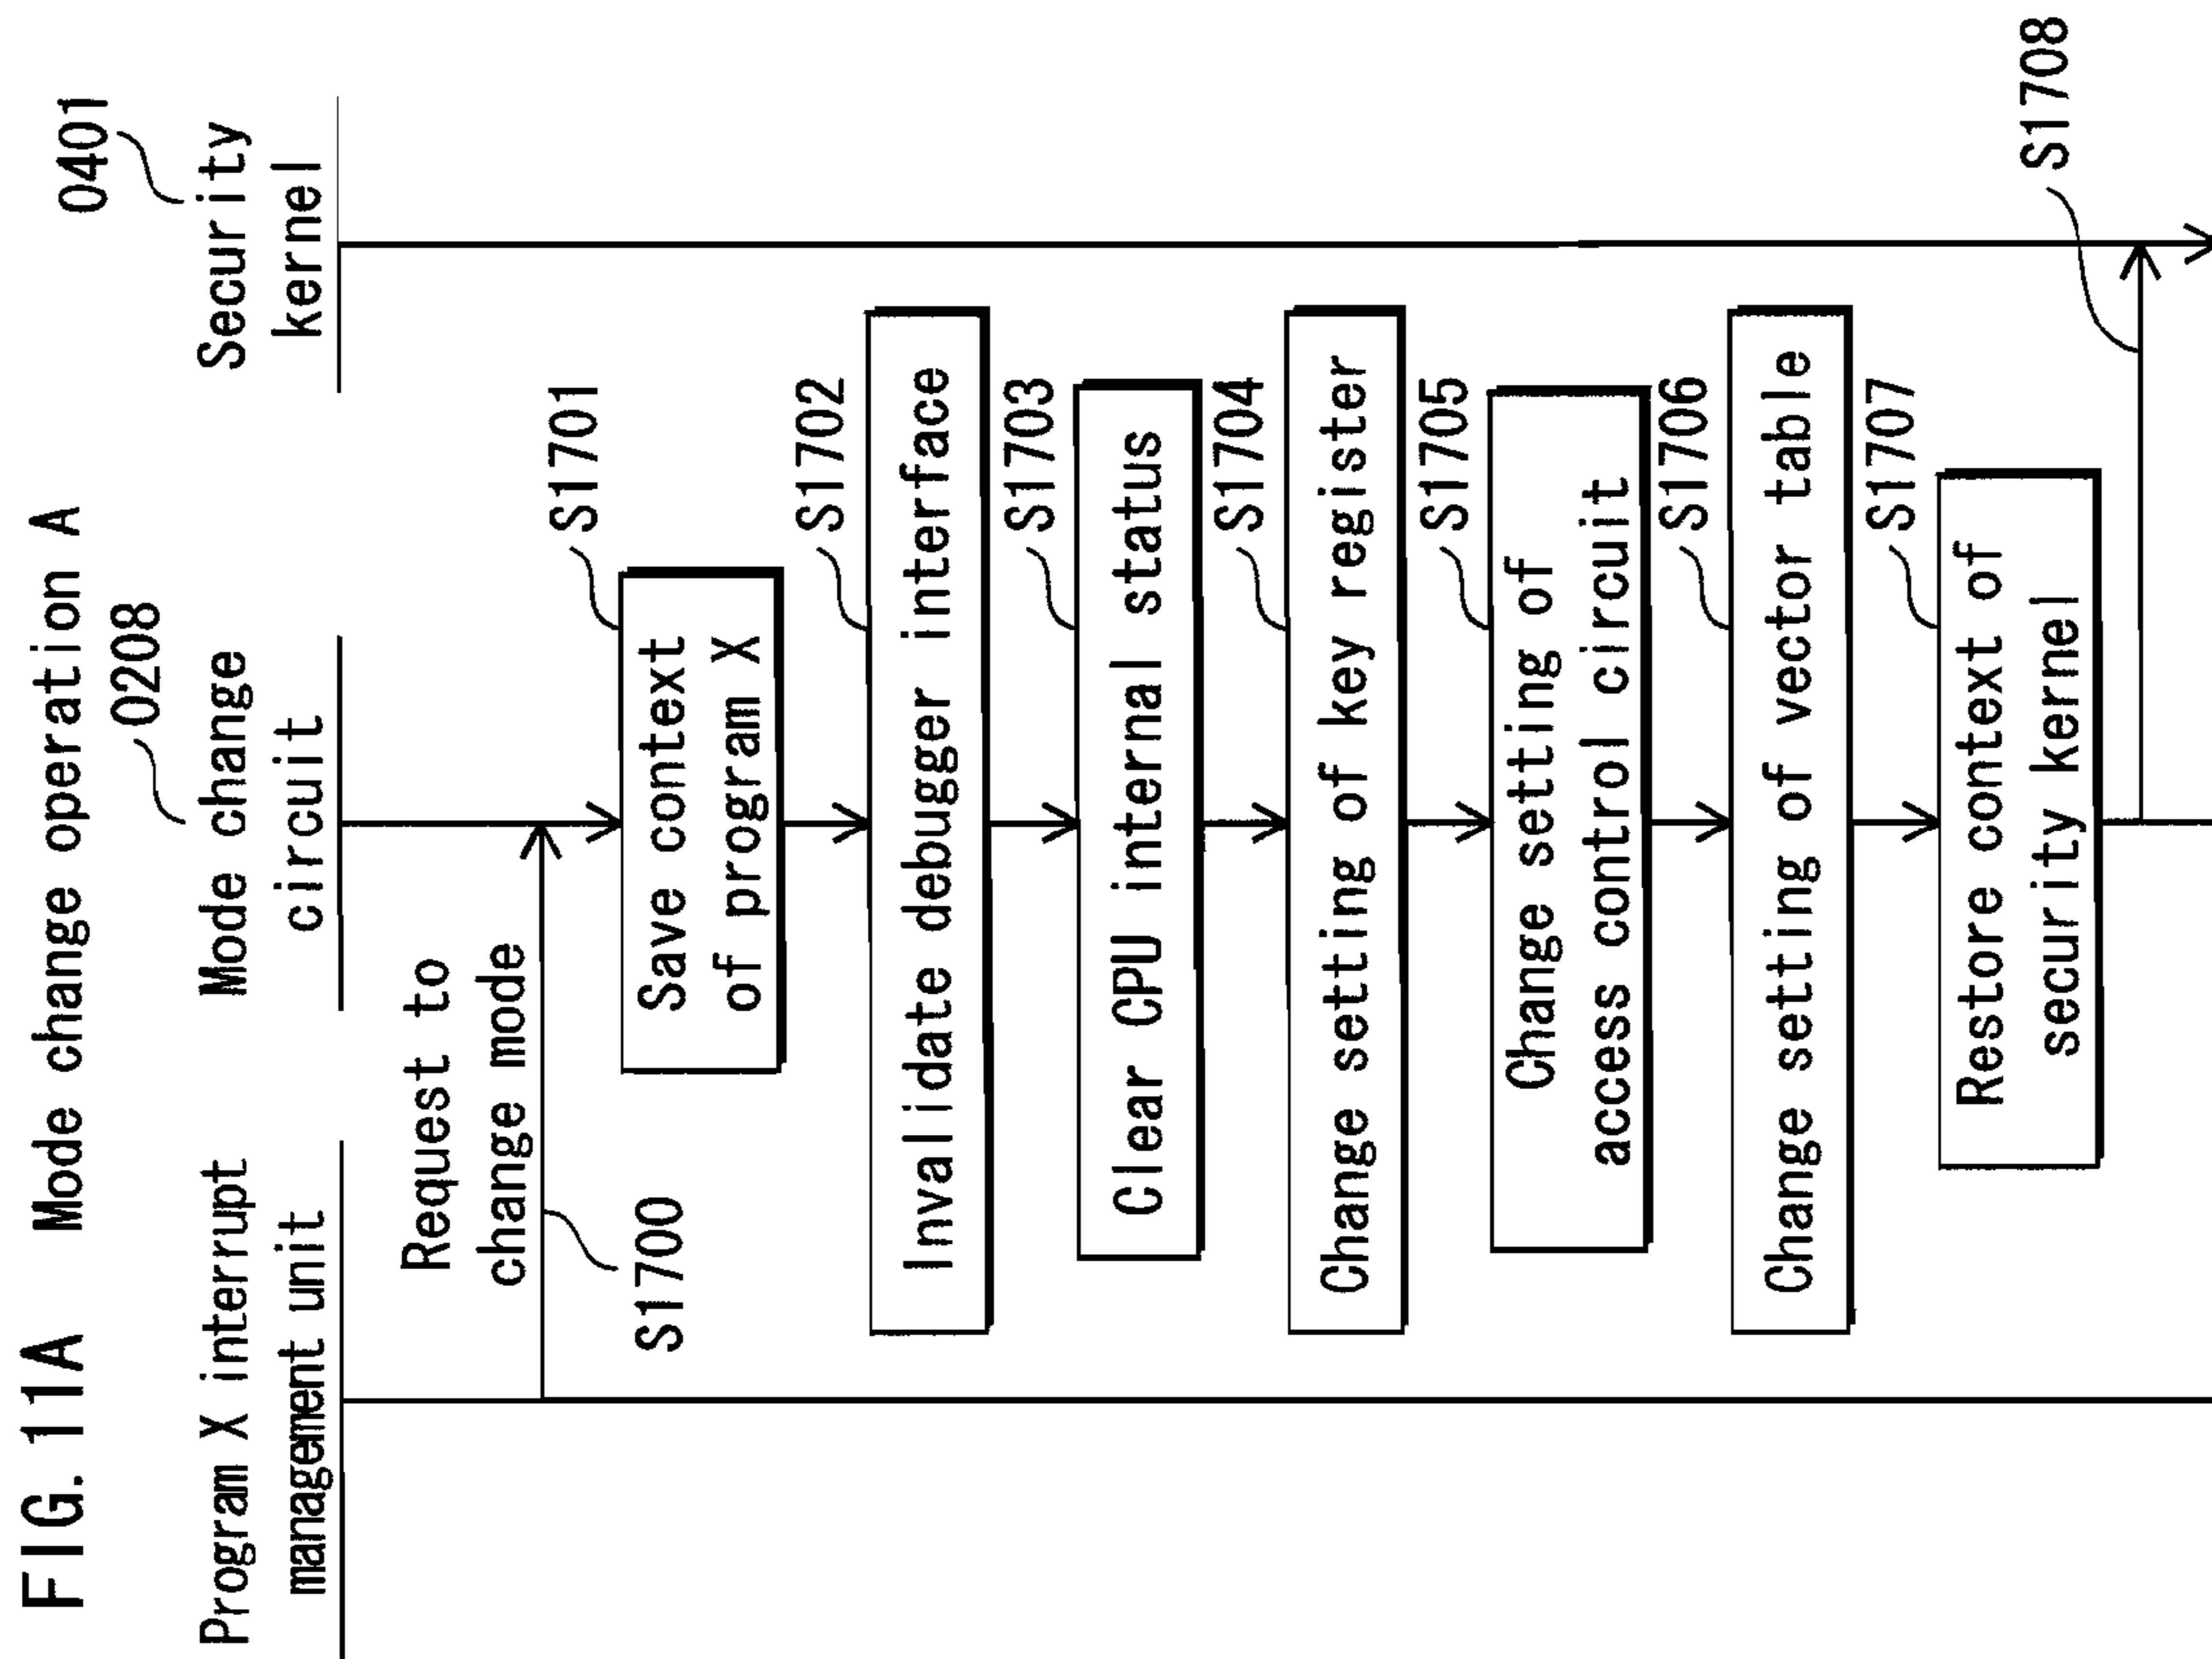 FIG. 11A Mode change operation A
Program X interrupt
management unit
0208
Mode change
circuit
0401
Security
kernel
Request to
change mode
S1700
S1701
Save context
of program X
S1702
Invalidate debugger interface
S1703
Clear CPU internal status
S1704
Change setting of key register
S1705
Change setting of
access control circuit
S1706
Change setting of vector table
S1707
Restore context of
security kernel
S1708